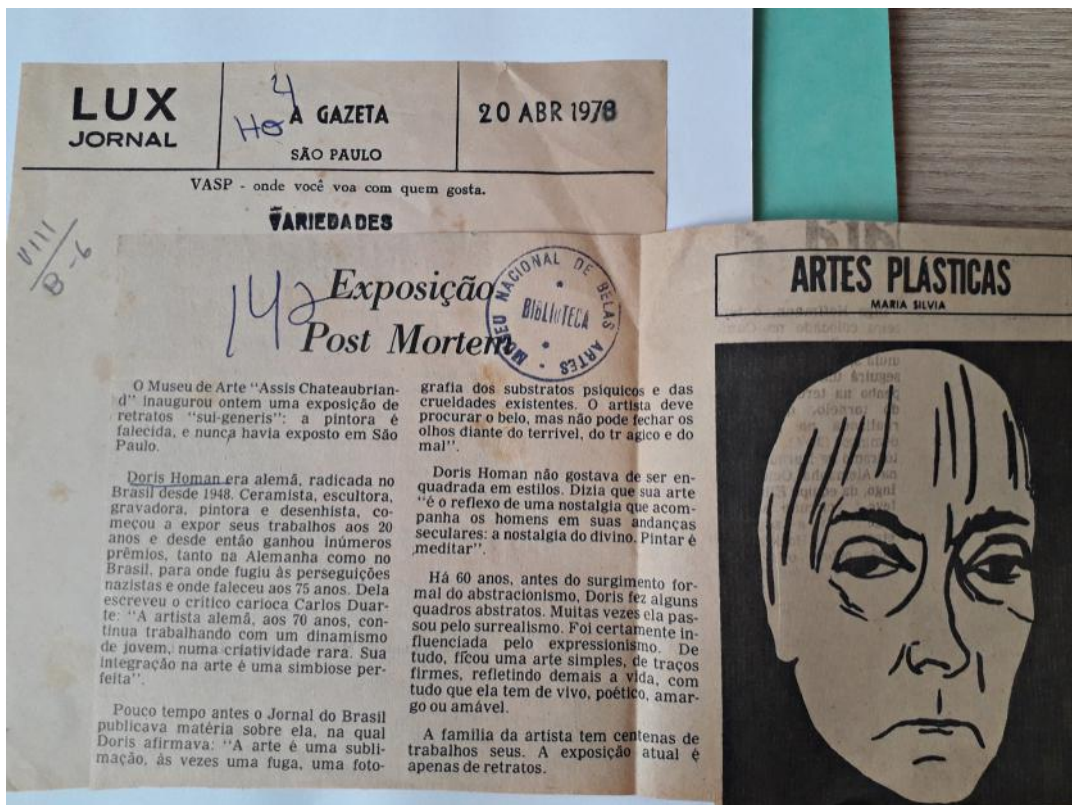 LUX
JORNAL
4
Ho
A GAZETA
SÃO PAULO
20 ABR 1978
VASP - onde você voa com quem gosta.
VARIEDADES
VIII
B-6
142
Exposição
Post Mortem
MUSEU NACIONAL DE BELAS ARTES
BIBLIOTECA
O Museu de Arte "Assis Chateaubrian-
d" inaugurou ontem uma exposição de
retratos "sui-generis": a pintora é
falecida, e nunca havia exposto em São
Paulo.
Doris Homan era alemã, radicada no
Brasil desde 1948. Ceramista, escultora,
gravadora, pintora e desenhista, co-
meçou a expor seus trabalhos aos 20
anos e desde então ganhou inúmeros
prêmios, tanto na Alemanha como no
Brasil, para onde fugiu às perseguições
nazistas e onde faleceu aos 75 anos. Dela
escreveu o crítico carioca Carlos Duar-
te: "A artista alemã, aos 70 anos, con-
tinua trabalhando com um dinamismo
de jovem, numa criatividade rara. Sua
integração na arte é uma simbiose per-
feita".
Pouco tempo antes o Jornal do Brasil
publicava matéria sobre ela, na qual
Doris afirmava: "A arte é uma subli-
mação, às vezes uma fuga, uma foto-
grafia dos substratos psiquicos e das
crueldades existentes. O artista deve
procurar o belo, mas não pode fechar os
olhos diante do terrivel, do tr agico e do
mal".
Doris Homan não gostava de ser en-
quadrada em estilos. Dizia que sua arte
"é o reflexo de uma nostalgia que acom-
panha os homens em suas andanças
seculares: a nostalgia do divino. Pintar é
meditar".
Há 60 anos, antes do surgimento for-
mal do abstracionismo, Doris fez alguns
quadros abstratos. Muitas vezes ela pas-
sou pelo surrealismo. Foi certamente in-
fluenciada pelo expressionismo. De
tudo, ficou uma arte simples, de traços
firmes, refletindo demais a vida, com
tudo que ela tem de vivo, poético, amar-
go ou amável.
A família da artista tem centenas de
trabalhos seus. A exposição atual é
apenas de retratos.
ARTES PLÁSTICAS
MARIA SILVIA